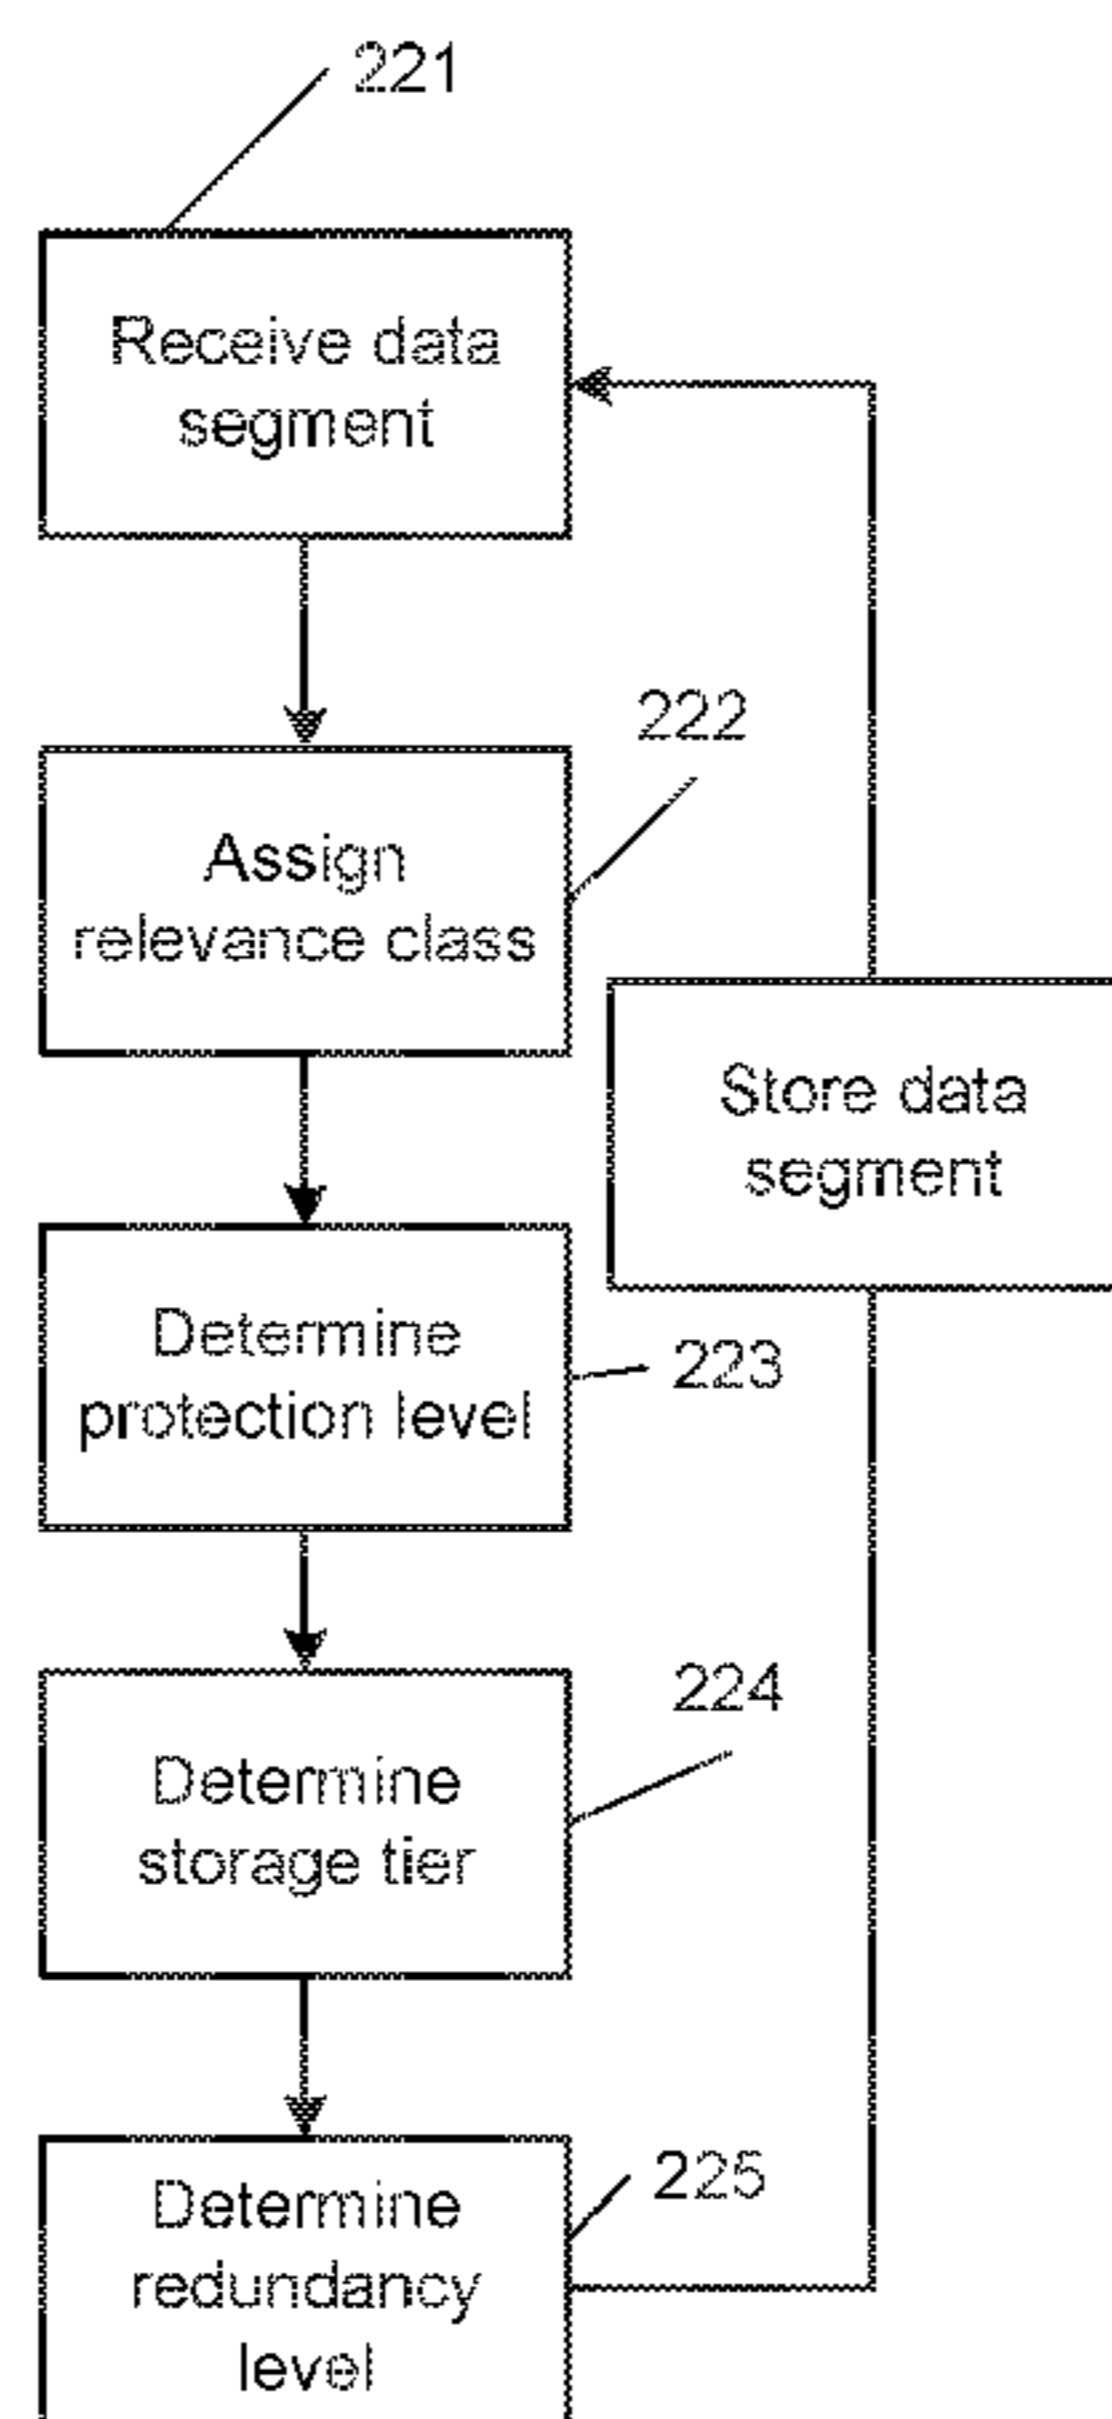 221
Receive data
segment
222
Assign
relevance class
Store data
segment
Determine
protection level
223
224
Determine
storage tier
225
Determine
redundancy
level